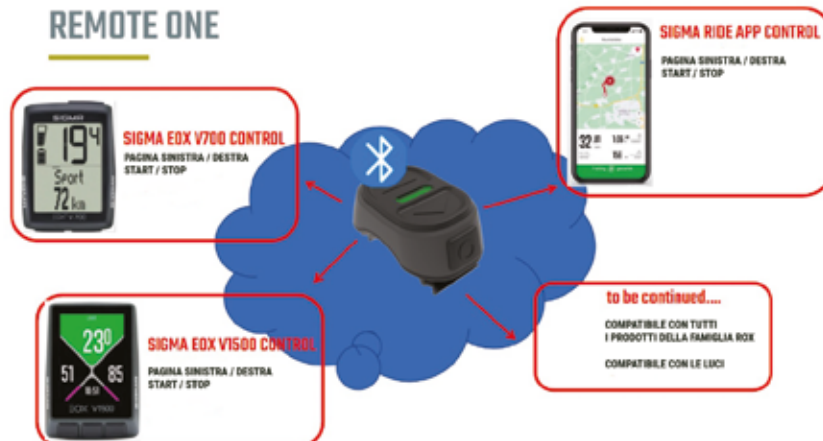 REMOTE ONE
SIGMA RIDE APP CONTROL
PAGINA SINISTRA / DESTRA
START / STOP
SIGMA EOX V700 CONTROL
PAGINA SINISTRA / DESTRA
START / STOP
SIGMA
19⁴
Sport
72 km
SIGMA EOX V1500 CONTROL
PAGINA SINISTRA / DESTRA
START / STOP
23⁰
51 85
EOX V1500
to be continued....
COMPATIBILE CON TUTTI
I PRODOTTI DELLA FAMIGLIA ROX
COMPATIBILE CON LE LUCI